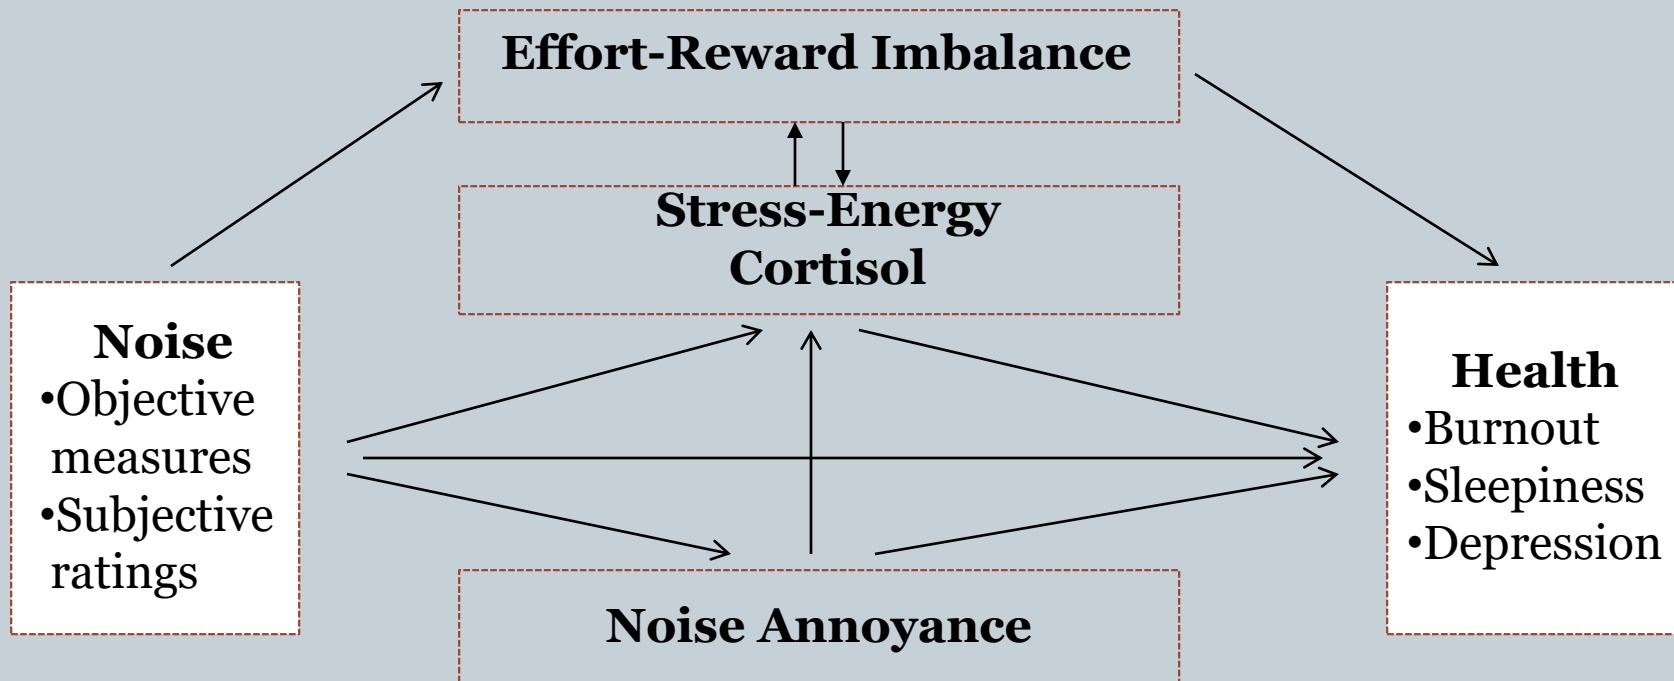 Effort-Reward Imbalance
Stress-Energy
Cortisol
Noise
•Objective
measures
•Subjective
ratings
Health
•Burnout
•Sleepiness
•Depression
Noise Annoyance